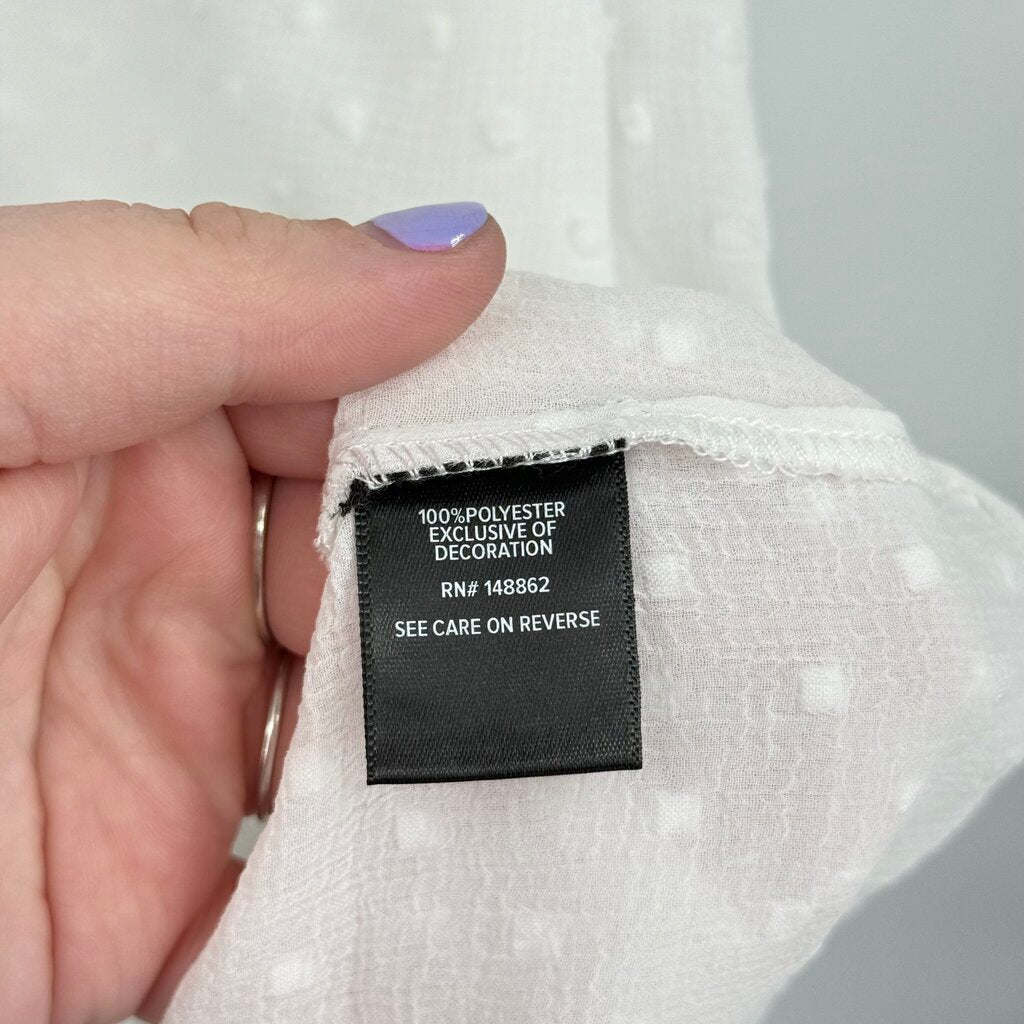 100%POLYESTER
EXCLUSIVE OF
DECORATION
RN# 148862
SEE CARE ON REVERSE